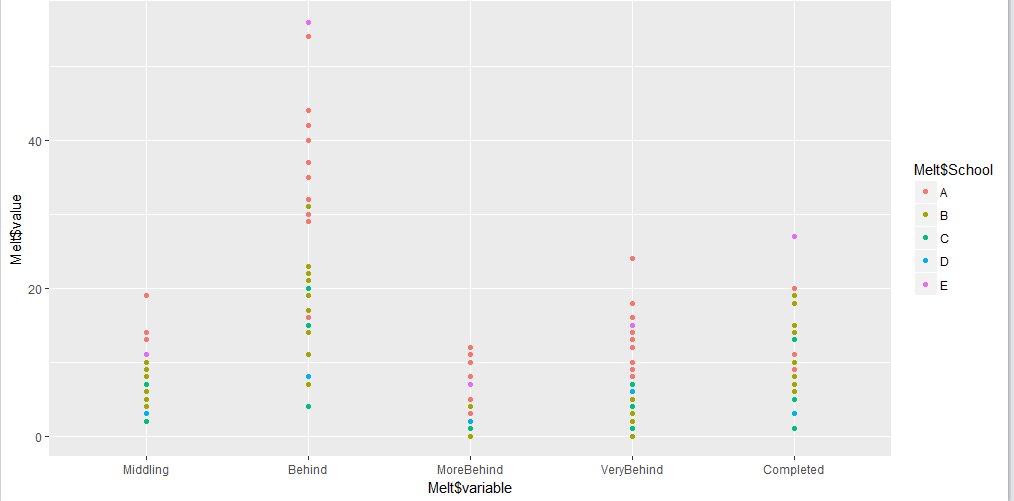 Melt$value
40
20
0
Middling
Behind
MoreBehind
VeryBehind
Completed
Melt$variable
Melt$School
A
B
C
D
E